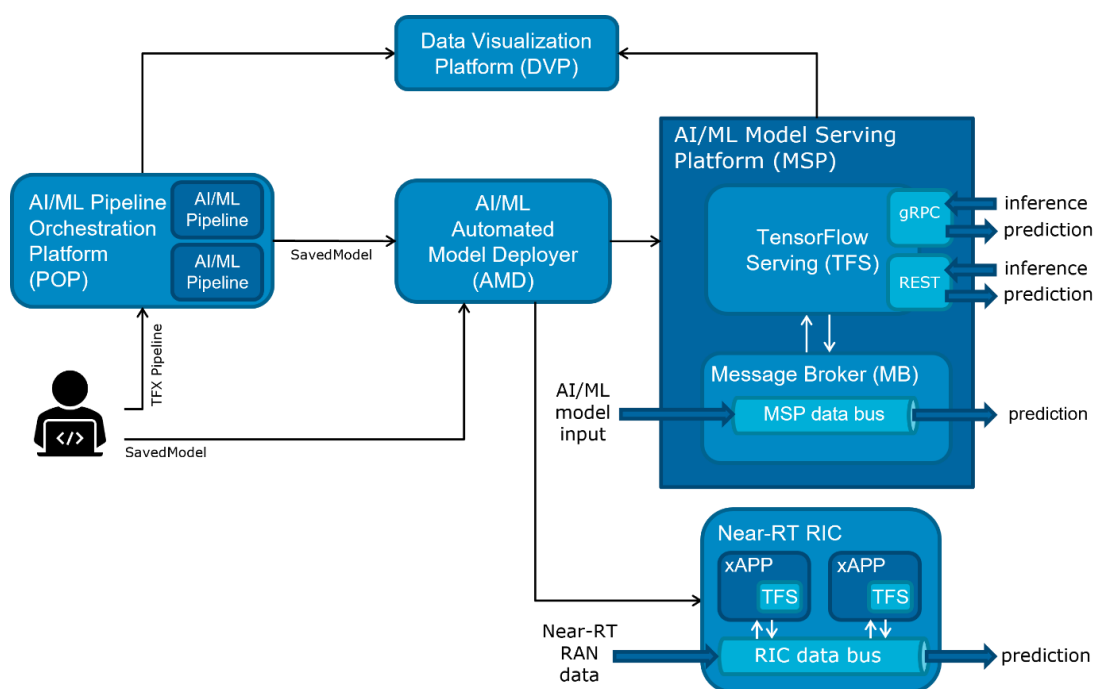 Data Visualization
Platform (DVP)
AI/ML Model Serving
Platform (MSP)
AI/ML Pipeline
Orchestration
Platform
(POP)
AI/ML
Pipeline
AI/ML
Pipeline
SavedModel
AI/ML
Automated
Model Deployer
(AMD)
TensorFlow
Serving (TFS)
gRPC
inference
prediction
REST
inference
prediction
TFX Pipeline
</>
SavedModel
Message Broker (MB)
AI/ML
model
input
MSP data bus
prediction
Near-RT RIC
xAPP
TFS
xAPP
TFS
Near-RT
RAN
data
RIC data bus
prediction